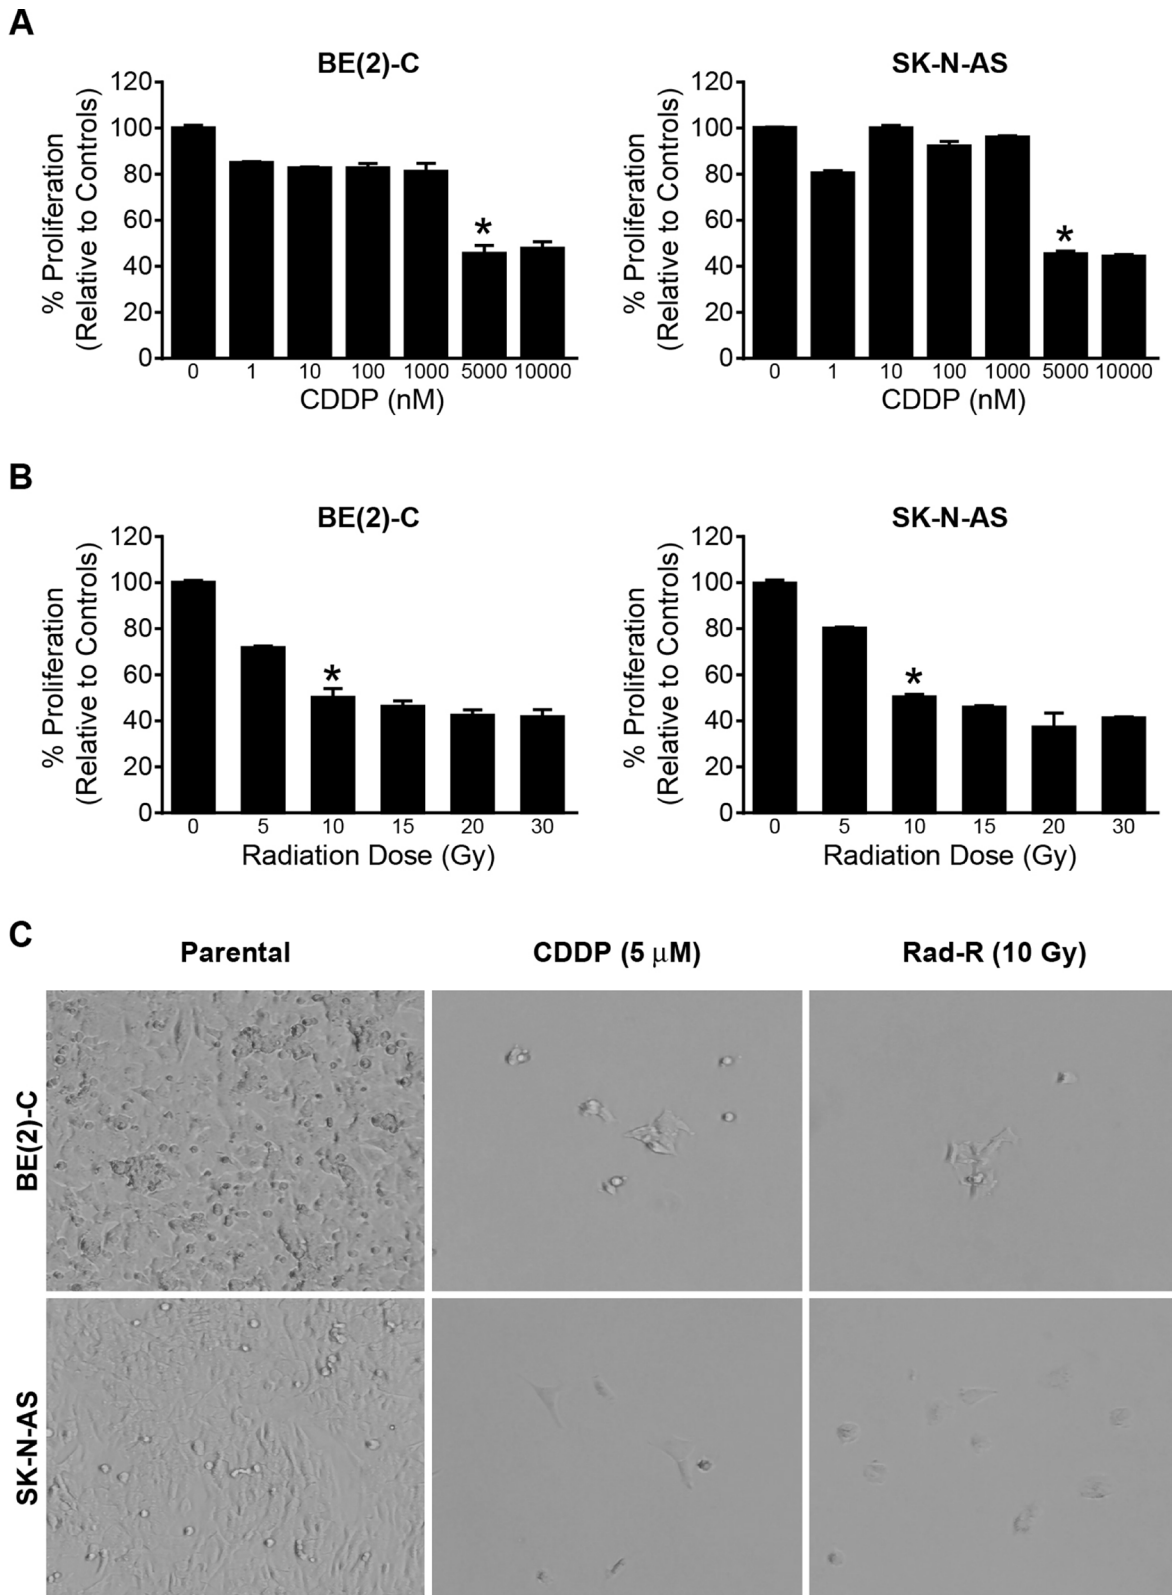 A
BE(2)-C
SK-N-AS
% Proliferation
(Relative to Controls)
120
100
80
60
40
20
0
*
0 1 10 100 1000 5000 10000
CDDP (nM)
% Proliferation
(Relative to Controls)
120
100
80
60
40
20
0
*
0 1 10 100 1000 5000 10000
CDDP (nM)
B
BE(2)-C
SK-N-AS
% Proliferation
(Relative to Controls)
120
100
80
60
40
20
0
*
0 5 10 15 20 30
Radiation Dose (Gy)
% Proliferation
(Relative to Controls)
120
100
80
60
40
20
0
*
0 5 10 15 20 30
Radiation Dose (Gy)
C
Parental
CDDP (5 μM)
Rad-R (10 Gy)
BE(2)-C
SK-N-AS